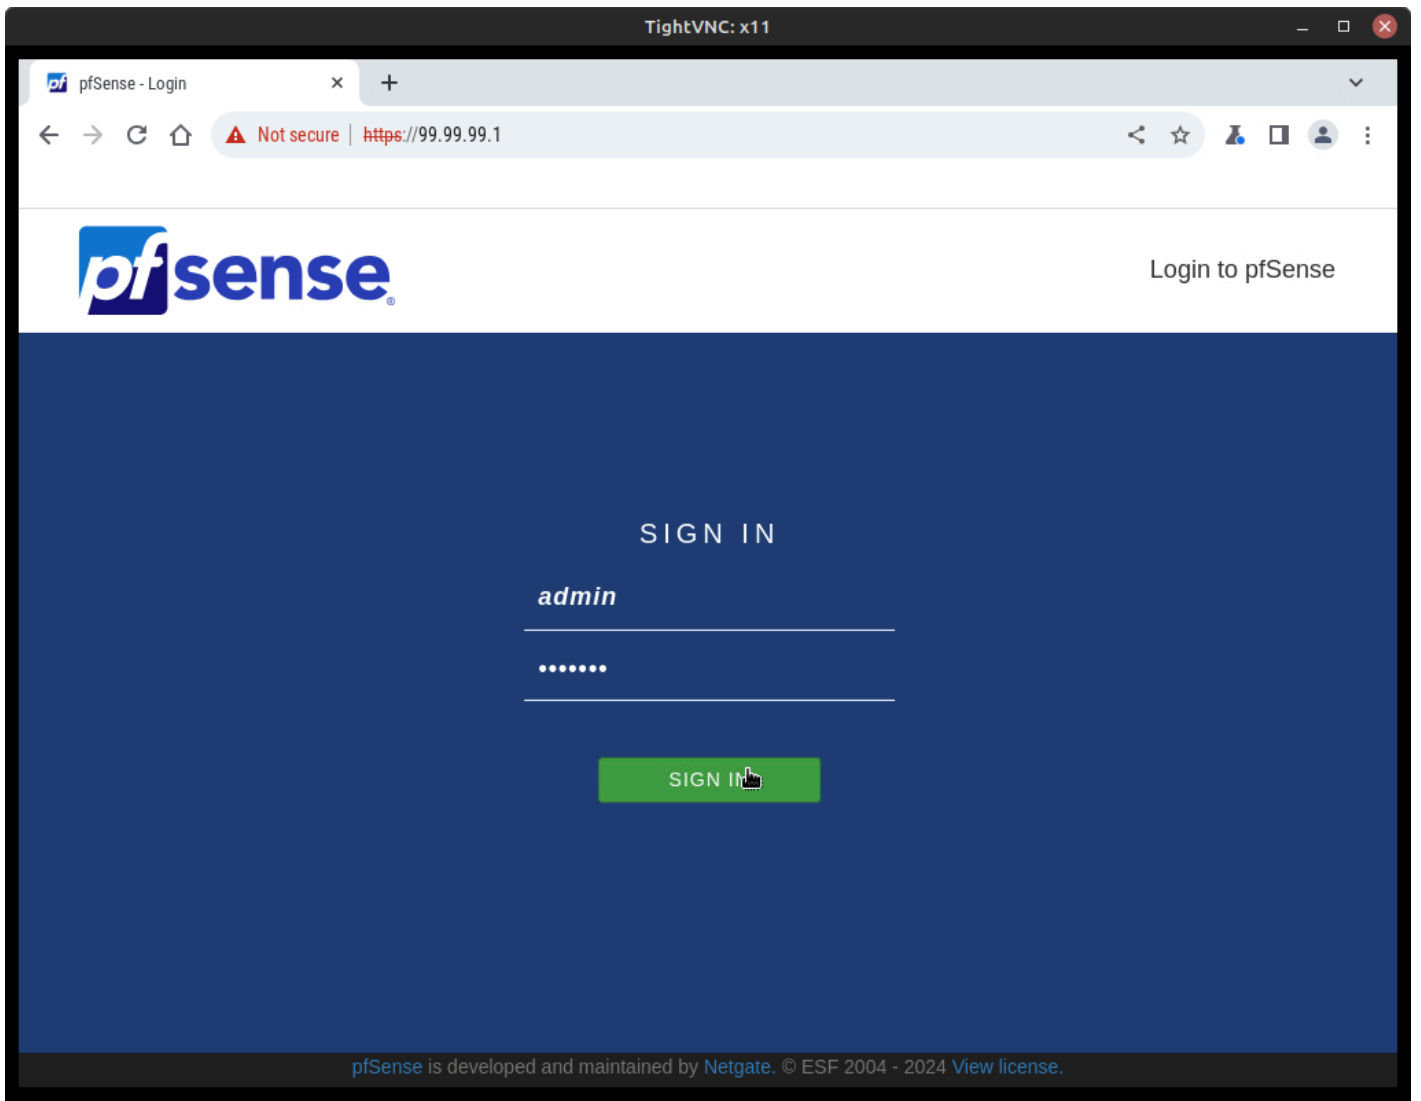 TightVNC: x11
pfSense - Login
Not secure https://99.99.99.1
pfsense®
Login to pfSense
SIGN IN
admin
•••••••
SIGN IN
pfSense is developed and maintained by Netgate. © ESF 2004 - 2024 View license.